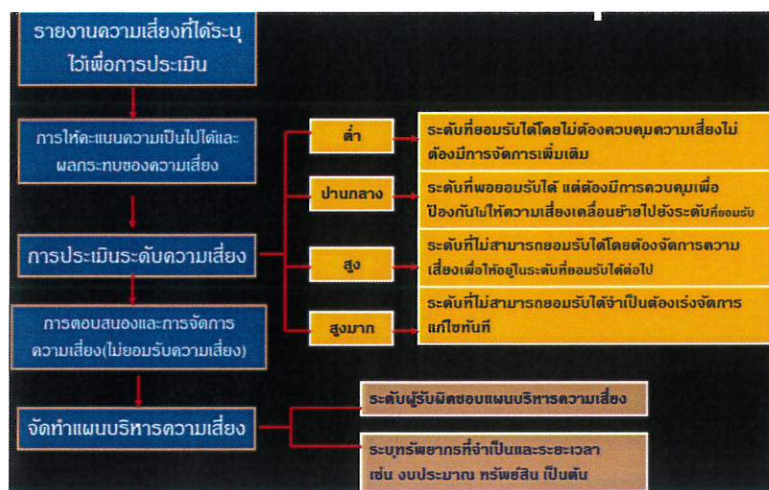 รายงานความเสี่ยงที่ได้ระบุ
ไว้เพื่อการประเมิน
การให้คะแนนความเป็นไปได้และ
ผลกระทบของความเสี่ยง
การประเมินระดับความเสี่ยง
ต่ำ
ระดับที่ยอมรับได้โดยไม่ต้องควบคุมความเสี่ยงไม่
ต้องมีการจัดการเพิ่มเติม
ปานกลาง
ระดับที่พอยอมรับได้ แต่ต้องมีการควบคุมเพื่อ
ป้องกันไม่ให้ความเสี่ยงเคลื่อนย้ายไปยังระดับที่ยอมรับ
สูง
ระดับที่ไม่สามารถยอมรับได้โดยต้องจัดการความ
เสี่ยงเพื่อให้อยู่ในระดับที่ยอมรับได้ต่อไป
สูงมาก
ระดับที่ไม่สามารถยอมรับได้จำเป็นต้องเร่งจัดการ
แก้ไขทันที
การตอบสนองและการจัดการ
ความเสี่ยง(ไม่ยอมรับความเสี่ยง)
จัดทำแผนบริหารความเสี่ยง
ระดับผู้รับผิดชอบแผนบริหารความเสี่ยง
ระบุทรัพยากรที่จำเป็นและระยะเวลา
เช่น งบประมาณ ทรัพย์สิน เป็นต้น